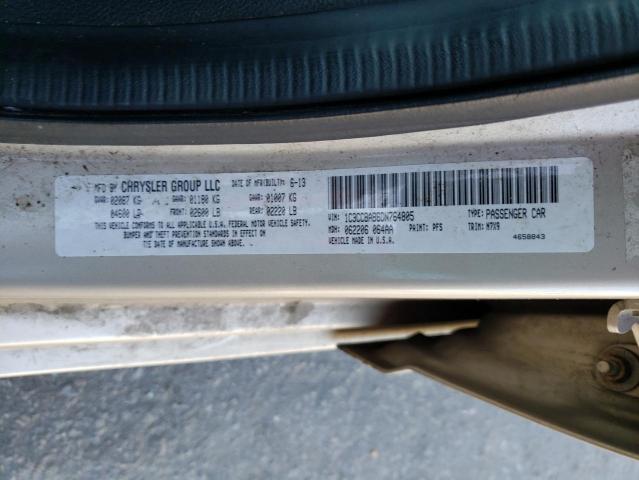 MFD BY CHRYSLER GROUP LLC DATE OF MFR(BUILT): 6-13
GVWR: 02087 KG GAWR: 01180 KG GAWR: 01007 KG
04600 LB FRONT: 02600 LB REAR: 02220 LB
THIS VEHICLE CONFORMS TO ALL APPLICABLE U.S.A. FEDERAL MOTOR VEHICLE SAFETY,
BUMPER AND THEFT PREVENTION STANDARDS IN EFFECT ON
THE DATE OF MANUFACTURE SHOWN ABOVE.
VIN: 1C3CCBAB6DN764805 TYPE: PASSENGER CAR
MDH: 062206 064AA PAINT: PFS TRIM: M7X9
VEHICLE MADE IN U.S.A. 4658843